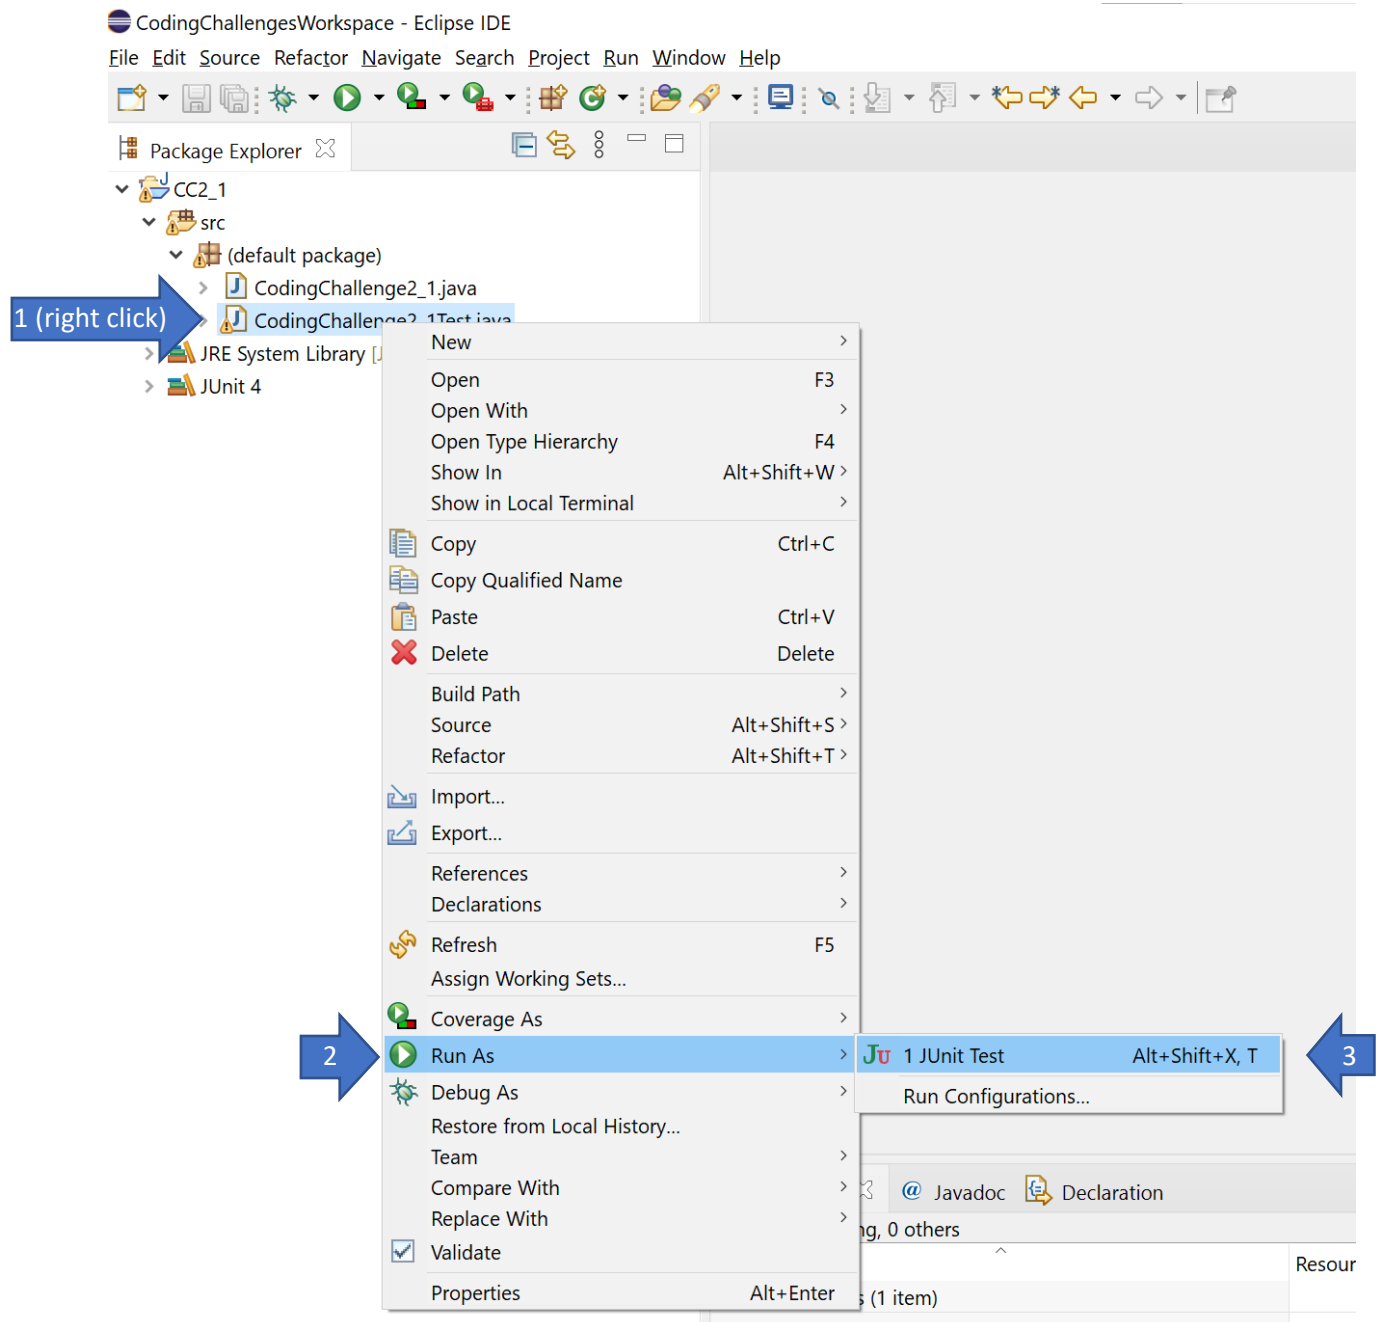 CodingChallengesWorkspace - Eclipse IDE
File Edit Source Refactor Navigate Search Project Run Window Help
Package Explorer
CC2_1
src
(default package)
CodingChallenge2_1.java
1 (right click)
CodingChallenge2_1Test.java
JRE System Library [J
JUnit 4
New
Open F3
Open With
Open Type Hierarchy F4
Show In Alt+Shift+W
Show in Local Terminal
Copy Ctrl+C
Copy Qualified Name
Paste Ctrl+V
Delete Delete
Build Path
Source Alt+Shift+S
Refactor Alt+Shift+T
Import...
Export...
References
Declarations
Refresh F5
Assign Working Sets...
Coverage As
2 Run As
JU 1 JUnit Test Alt+Shift+X, T 3
Debug As
Run Configurations...
Restore from Local History...
Team
Compare With
Replace With
Validate
Properties Alt+Enter
@ Javadoc Declaration
ng, 0 others
Resour
s (1 item)